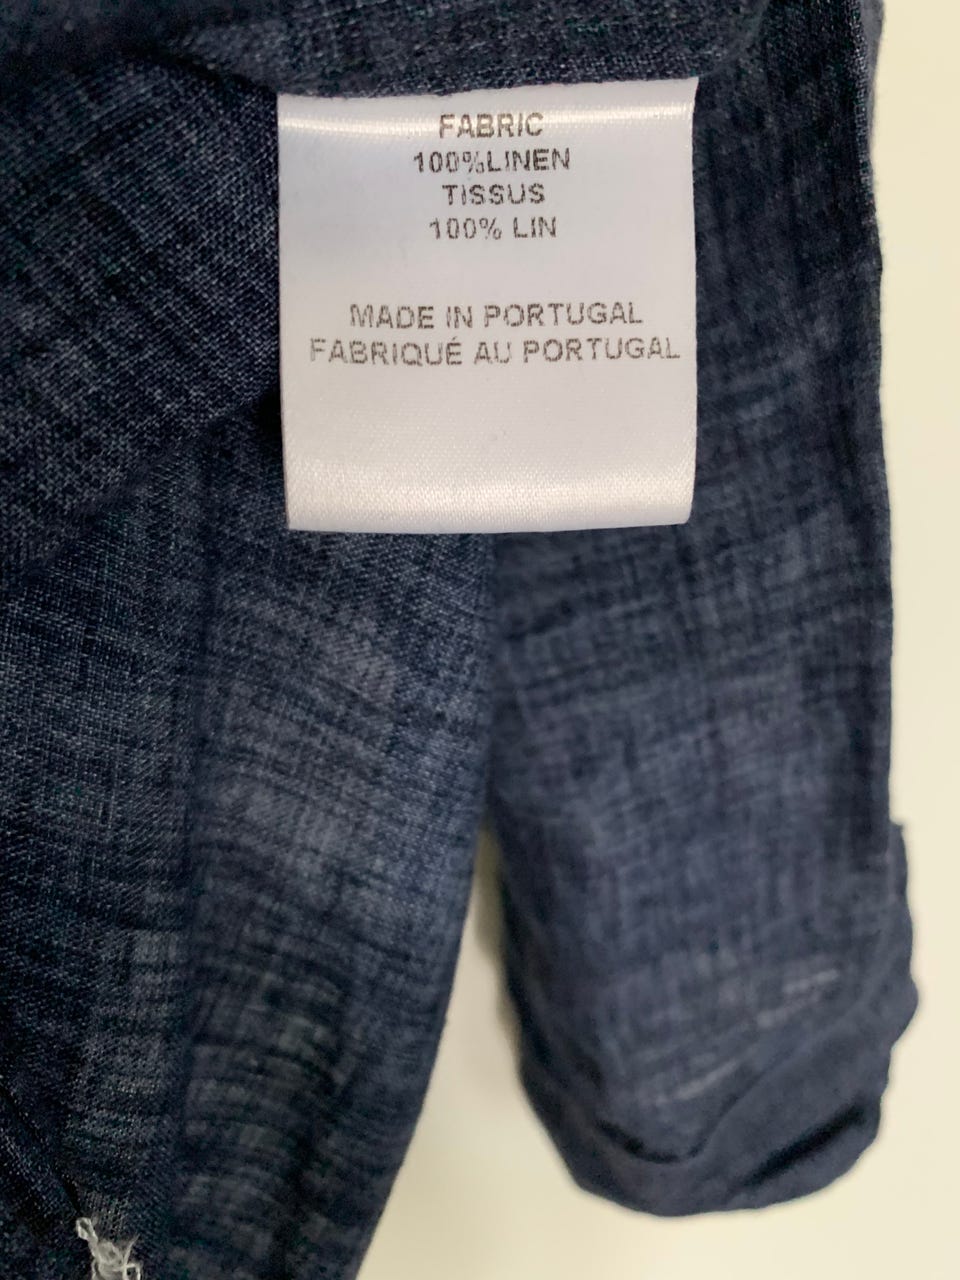 FABRIC
100%LINEN
TISSUS
100% LIN
MADE IN PORTUGAL
FABRIQUÉ AU PORTUGAL